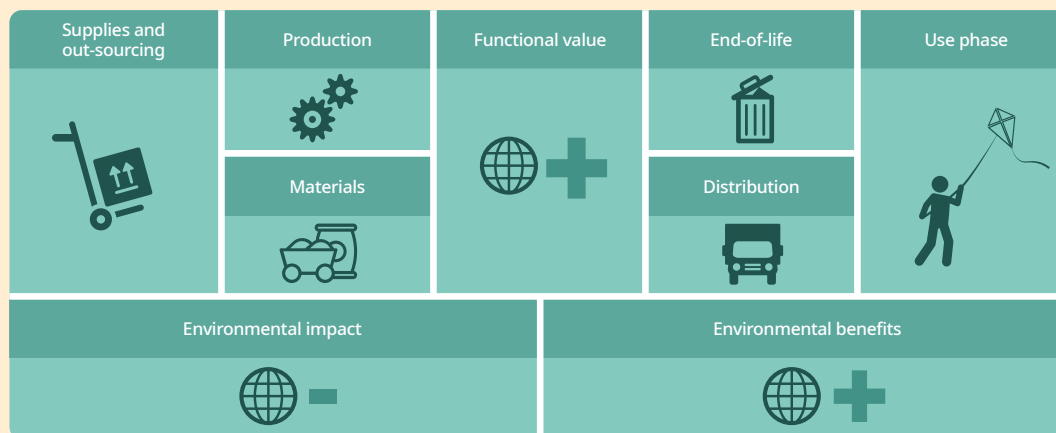 Supplies and
out-sourcing
Production
Materials
Functional value
End-of-life
Distribution
Use phase
Environmental impact
Environmental benefits